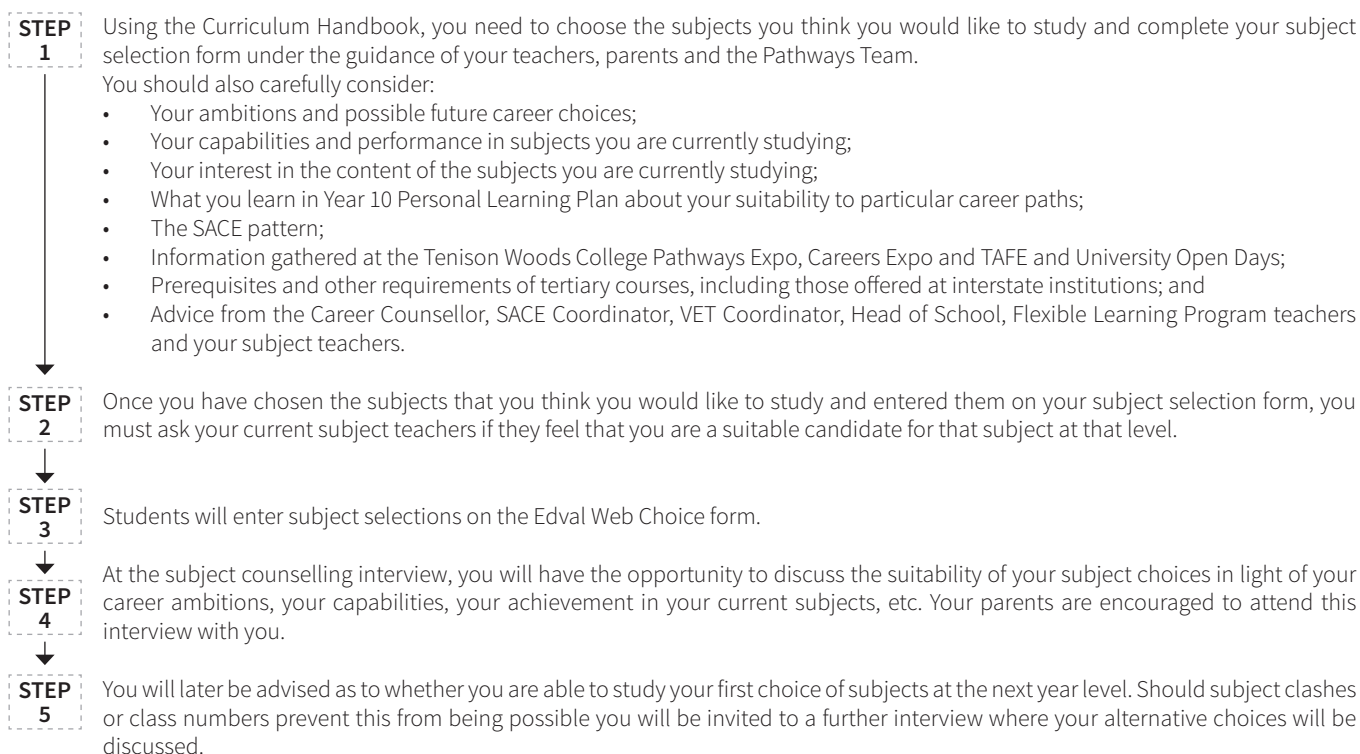 STEP
1
Using the Curriculum Handbook, you need to choose the subjects you think you would like to study and complete your subject
selection form under the guidance of your teachers, parents and the Pathways Team.
You should also carefully consider:
• Your ambitions and possible future career choices;
• Your capabilities and performance in subjects you are currently studying;
• Your interest in the content of the subjects you are currently studying;
• What you learn in Year 10 Personal Learning Plan about your suitability to particular career paths;
• The SACE pattern;
• Information gathered at the Tenison Woods College Pathways Expo, Careers Expo and TAFE and University Open Days;
• Prerequisites and other requirements of tertiary courses, including those offered at interstate institutions; and
• Advice from the Career Counsellor, SACE Coordinator, VET Coordinator, Head of School, Flexible Learning Program teachers
and your subject teachers.
STEP
2
Once you have chosen the subjects that you think you would like to study and entered them on your subject selection form, you
must ask your current subject teachers if they feel that you are a suitable candidate for that subject at that level.
STEP
3
Students will enter subject selections on the Edval Web Choice form.
STEP
4
At the subject counselling interview, you will have the opportunity to discuss the suitability of your subject choices in light of your
career ambitions, your capabilities, your achievement in your current subjects, etc. Your parents are encouraged to attend this
interview with you.
STEP
5
You will later be advised as to whether you are able to study your first choice of subjects at the next year level. Should subject clashes
or class numbers prevent this from being possible you will be invited to a further interview where your alternative choices will be
discussed.